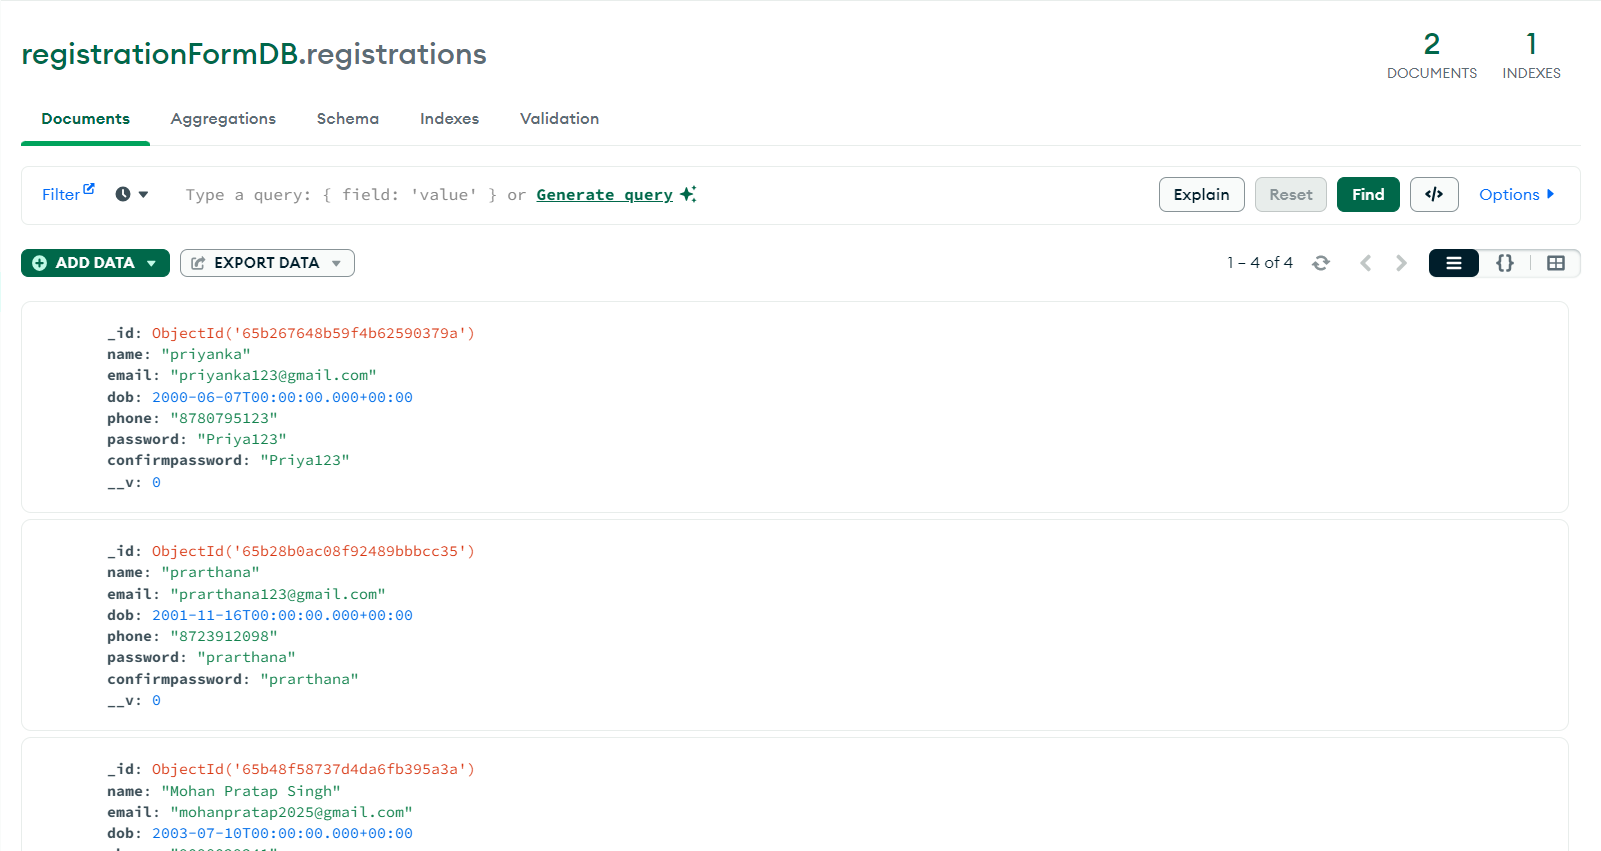 registrationFormDB.registrations
2
DOCUMENTS
1
INDEXES
Documents Aggregations Schema Indexes Validation
Filter Type a query: { field: 'value' } or Generate query Explain Reset Find </> Options
ADD DATA EXPORT DATA 1 – 4 of 4 {}
_id: ObjectId('65b267648b59f4b62590379a')
name: "priyanka"
email: "priyanka123@gmail.com"
dob: 2000-06-07T00:00:00.000+00:00
phone: "8780795123"
password: "Priya123"
confirmpassword: "Priya123"
__v: 0
_id: ObjectId('65b28b0ac08f92489bbbcc35')
name: "prarthana"
email: "prarthana123@gmail.com"
dob: 2001-11-16T00:00:00.000+00:00
phone: "8723912098"
password: "prarthana"
confirmpassword: "prarthana"
__v: 0
_id: ObjectId('65b48f58737d4da6fb395a3a')
name: "Mohan Pratap Singh"
email: "mohanpratap2025@gmail.com"
dob: 2003-07-10T00:00:00.000+00:00